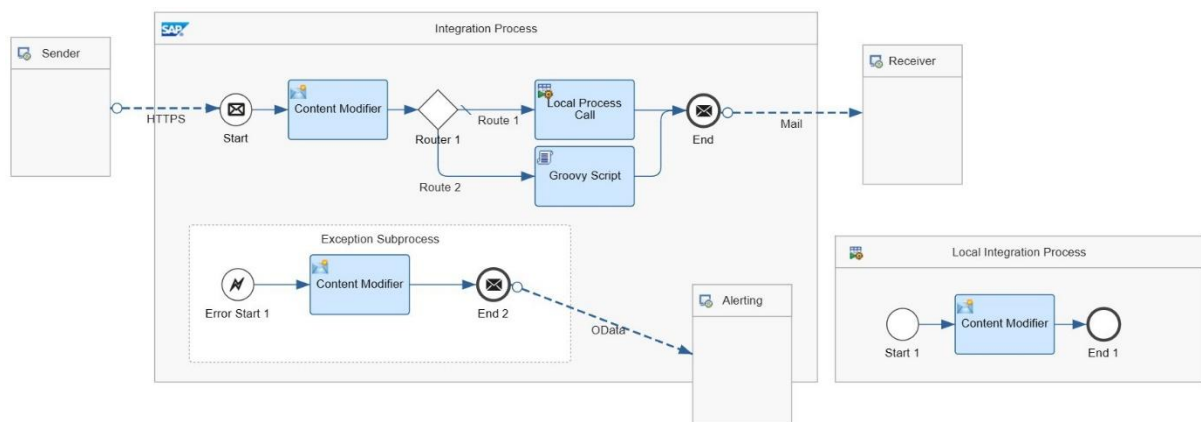 SAP
Integration Process
Sender
Receiver
HTTPS
Start
Content Modifier
Router 1
Route 1
Local Process
Call
End
Mail
Route 2
Groovy Script
Exception Subprocess
Error Start 1
Content Modifier
End 2
OData
Alerting
Local Integration Process
Start 1
Content Modifier
End 1